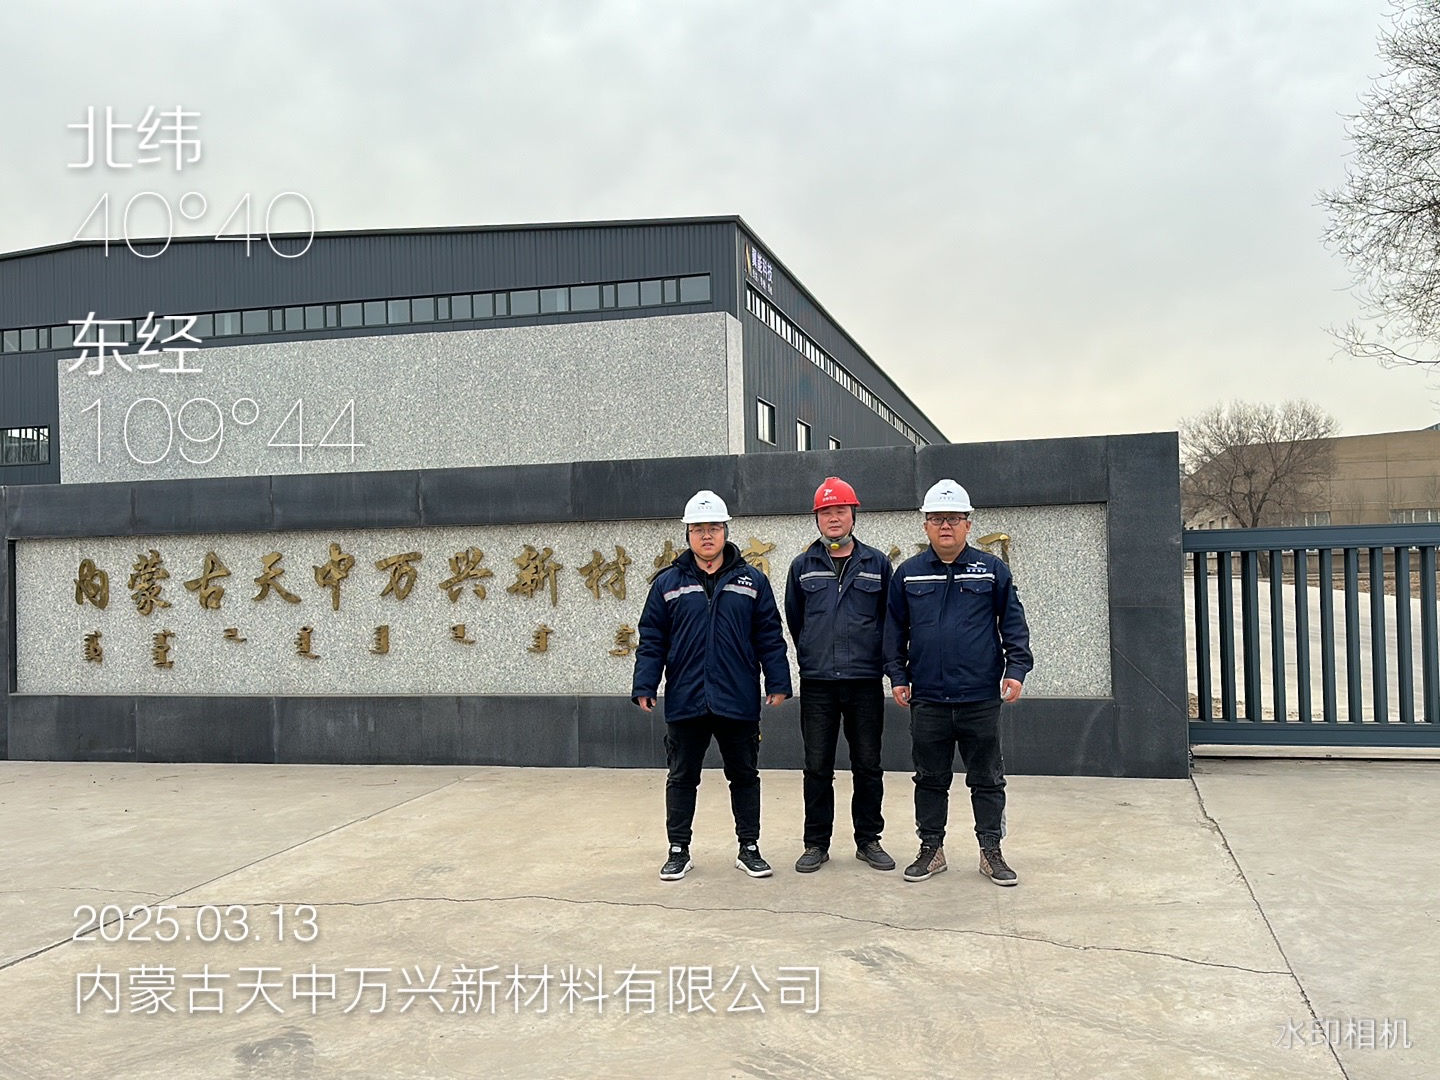 北纬
40°40
东经
109°44
内蒙古天中万兴新材
2025.03.13
内蒙古天中万兴新材料有限公司
水印相机